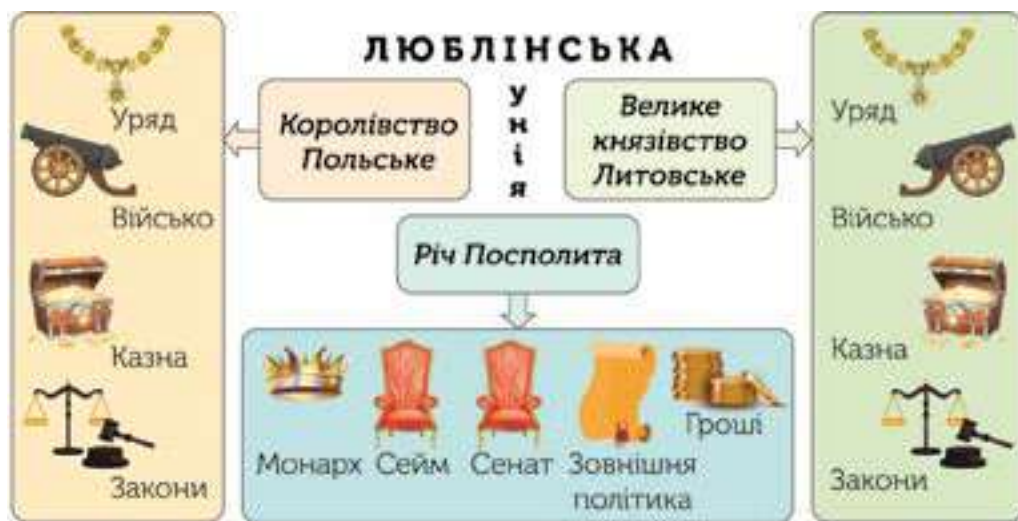 ЛЮБЛІНСЬКА
Унія
Королівство
Польське
Велике
князівство
Литовське
Річ Посполита
Уряд
Військо
Казна
Закони
Монарх
Сейм
Сенат
Зовнішня
політика
Гроші
Уряд
Військо
Казна
Закони